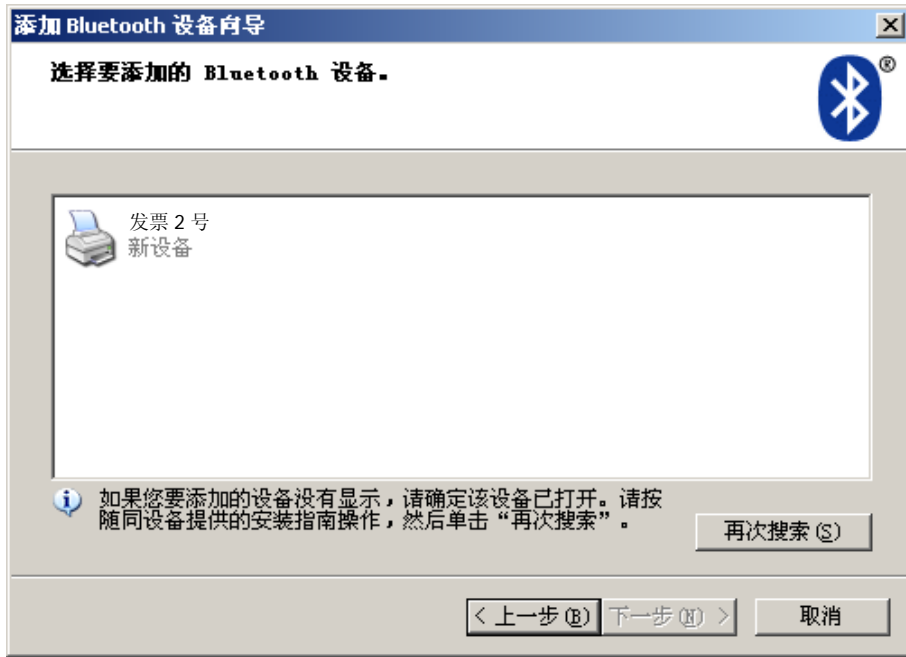 添加 Bluetooth 设备向导
选择要添加的 Bluetooth 设备。
®
发票 2 号
新设备
如果您要添加的设备没有显示，请确定该设备已打开。请按
随同设备提供的安装指南操作，然后单击“再次搜索”。
再次搜索(S)
< 上一步(B)
下一步(N) >
取消